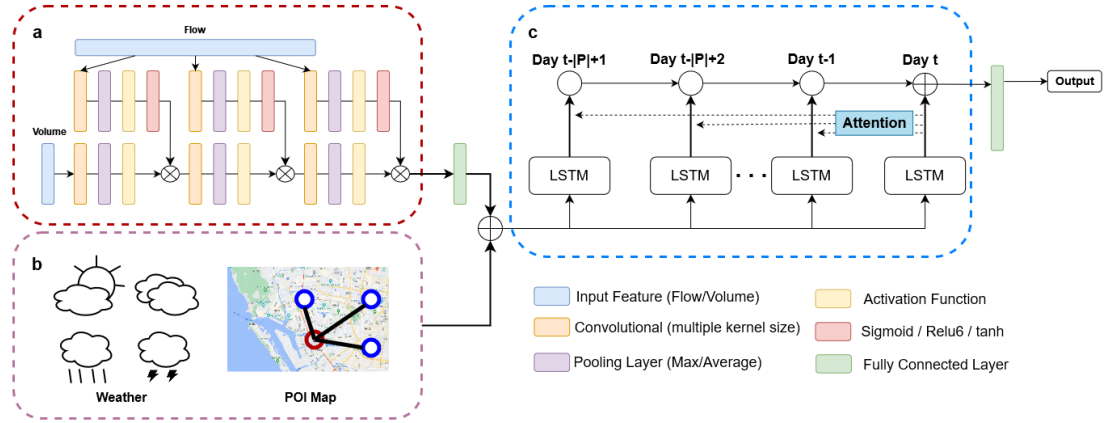 a
Flow
Volume
b
Weather
POI Map
c
Day t-|P|+1
Day t-|P|+2
Day t-1
Day t
Attention
LSTM
LSTM
. . .
LSTM
LSTM
Output
Input Feature (Flow/Volume)
Convolutional (multiple kernel size)
Pooling Layer (Max/Average)
Activation Function
Sigmoid / Relu6 / tanh
Fully Connected Layer